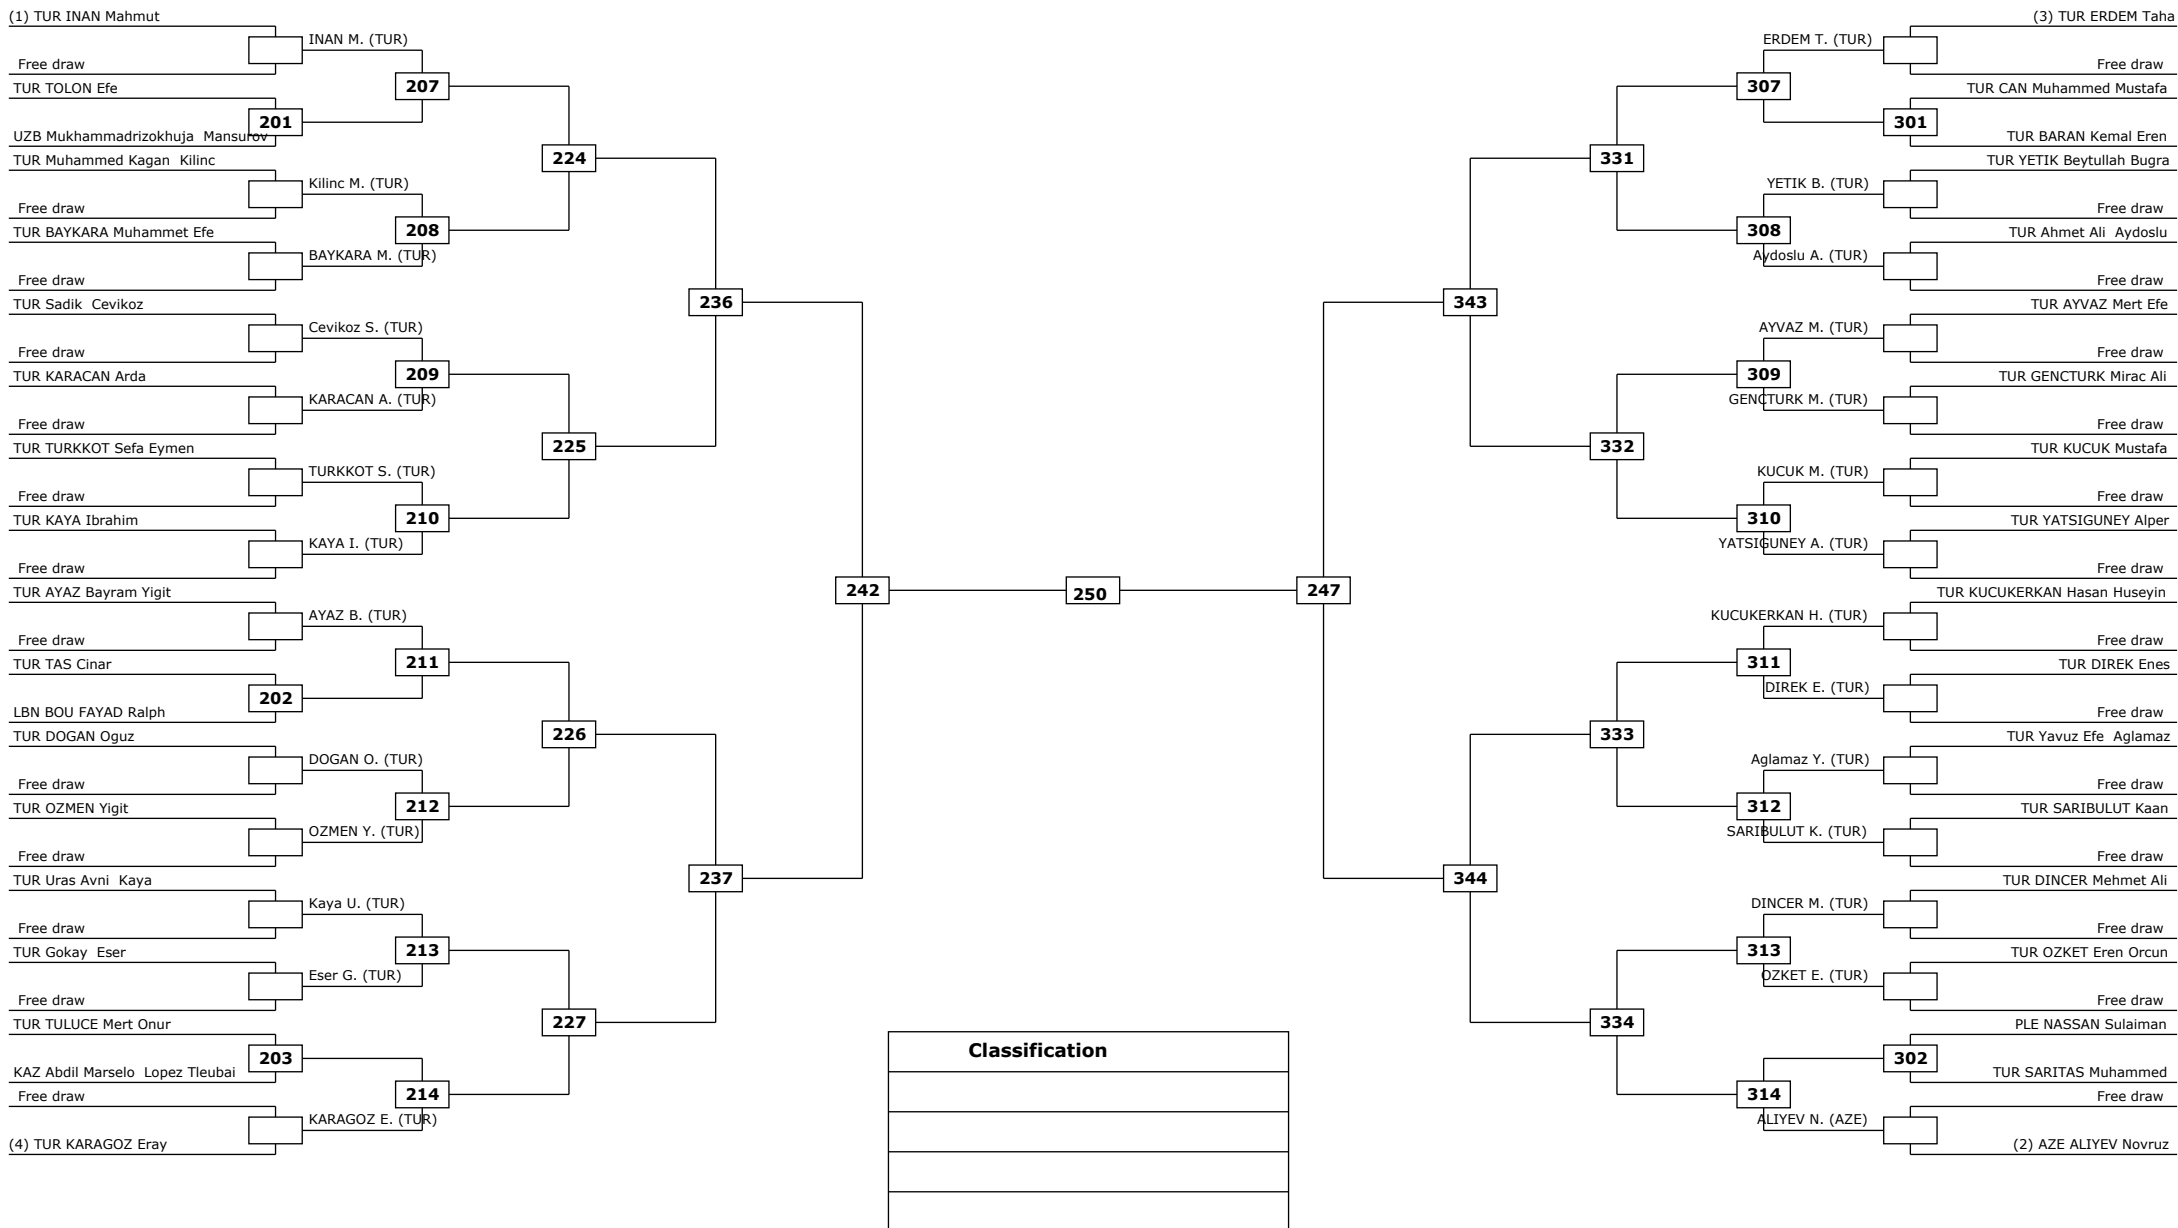 (1) TUR INAN Mahmut
INAN M. (TUR)
Free draw
207
TUR TOLON Efe
201
UZB Mukhammadrizokhuja  Mansurov
224
TUR Muhammed Kagan  Kilinc
Kilinc M. (TUR)
Free draw
208
TUR BAYKARA Muhammet Efe
BAYKARA M. (TUR)
Free draw
236
TUR Sadik  Cevikoz
Cevikoz S. (TUR)
Free draw
209
TUR KARACAN Arda
KARACAN A. (TUR)
Free draw
225
TUR TURKKOT Sefa Eymen
TURKKOT S. (TUR)
Free draw
210
TUR KAYA Ibrahim
KAYA I. (TUR)
Free draw
242
TUR AYAZ Bayram Yigit
AYAZ B. (TUR)
Free draw
211
TUR TAS Cinar
202
LBN BOU FAYAD Ralph
226
TUR DOGAN Oguz
DOGAN O. (TUR)
Free draw
212
TUR OZMEN Yigit
OZMEN Y. (TUR)
Free draw
237
TUR Uras Avni  Kaya
Kaya U. (TUR)
Free draw
213
TUR Gokay  Eser
Eser G. (TUR)
Free draw
227
TUR TULUCE Mert Onur
203
KAZ Abdil Marselo  Lopez Tleubai
214
Free draw
KARAGOZ E. (TUR)
(4) TUR KARAGOZ Eray
250
(3) TUR ERDEM Taha
ERDEM T. (TUR)
Free draw
307
TUR CAN Muhammed Mustafa
301
TUR BARAN Kemal Eren
331
TUR YETIK Beytullah Bugra
YETIK B. (TUR)
Free draw
308
TUR Ahmet Ali  Aydoslu
Aydoslu A. (TUR)
Free draw
343
TUR AYVAZ Mert Efe
AYVAZ M. (TUR)
Free draw
309
TUR GENCTURK Mirac Ali
GENCTURK M. (TUR)
Free draw
332
TUR KUCUK Mustafa
KUCUK M. (TUR)
Free draw
310
TUR YATSIGUNEY Alper
YATSIGUNEY A. (TUR)
Free draw
247
TUR KUCUKERKAN Hasan Huseyin
KUCUKERKAN H. (TUR)
Free draw
311
TUR DIREK Enes
DIREK E. (TUR)
Free draw
333
TUR Yavuz Efe  Aglamaz
Aglamaz Y. (TUR)
Free draw
312
TUR SARIBULUT Kaan
SARIBULUT K. (TUR)
Free draw
344
TUR DINCER Mehmet Ali
DINCER M. (TUR)
Free draw
313
TUR OZKET Eren Orcun
OZKET E. (TUR)
Free draw
334
PLE NASSAN Sulaiman
302
TUR SARITAS Muhammed
314
Free draw
ALIYEV N. (AZE)
(2) AZE ALIYEV Novruz
Classification